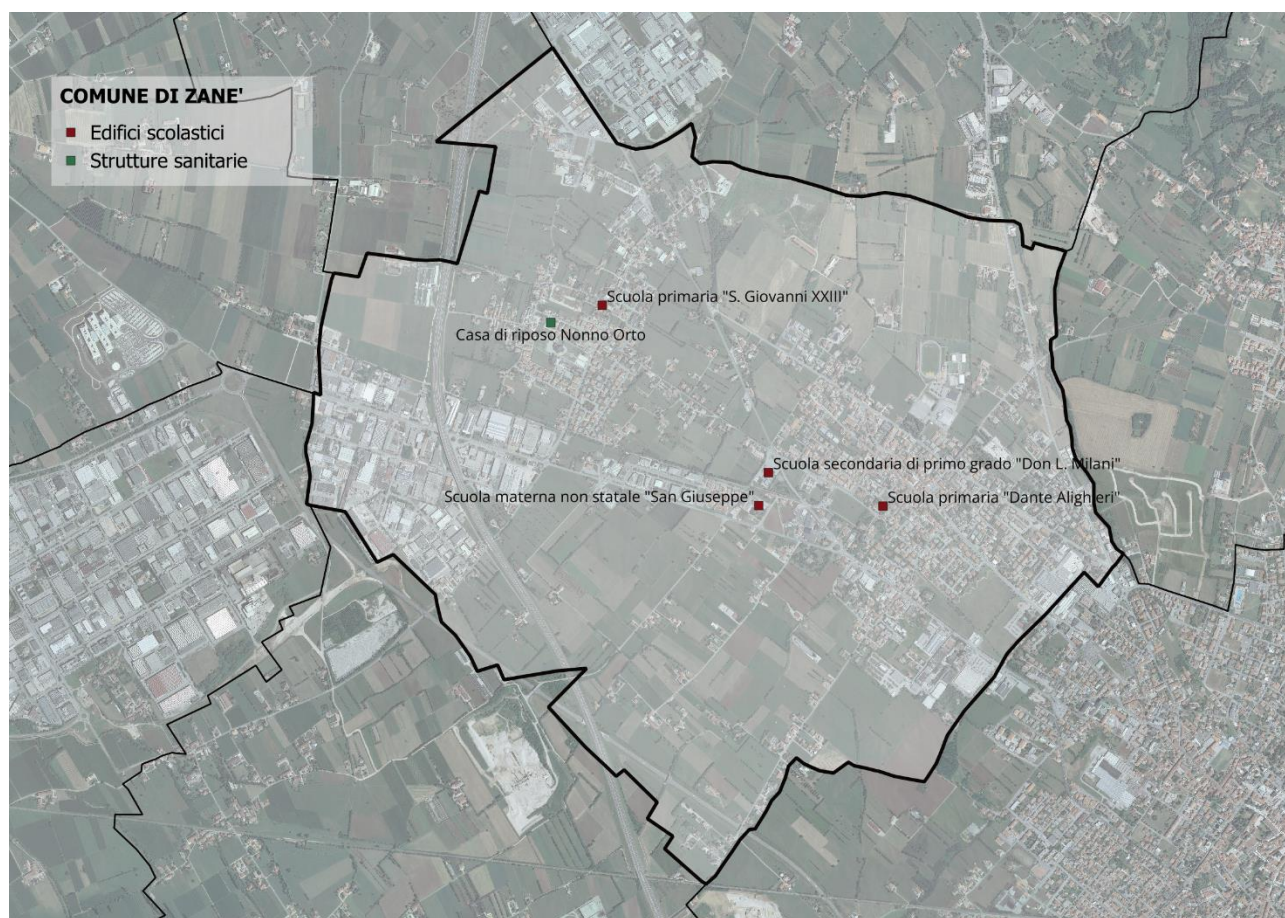 COMUNE DI ZANE'
Edifici scolastici
Strutture sanitarie
Scuola primaria "S. Giovanni XXIII"
Casa di riposo Nonno Orto
Scuola secondaria di primo grado "Don L. Milani"
Scuola materna non statale "San Giuseppe"
Scuola primaria "Dante Alighieri"